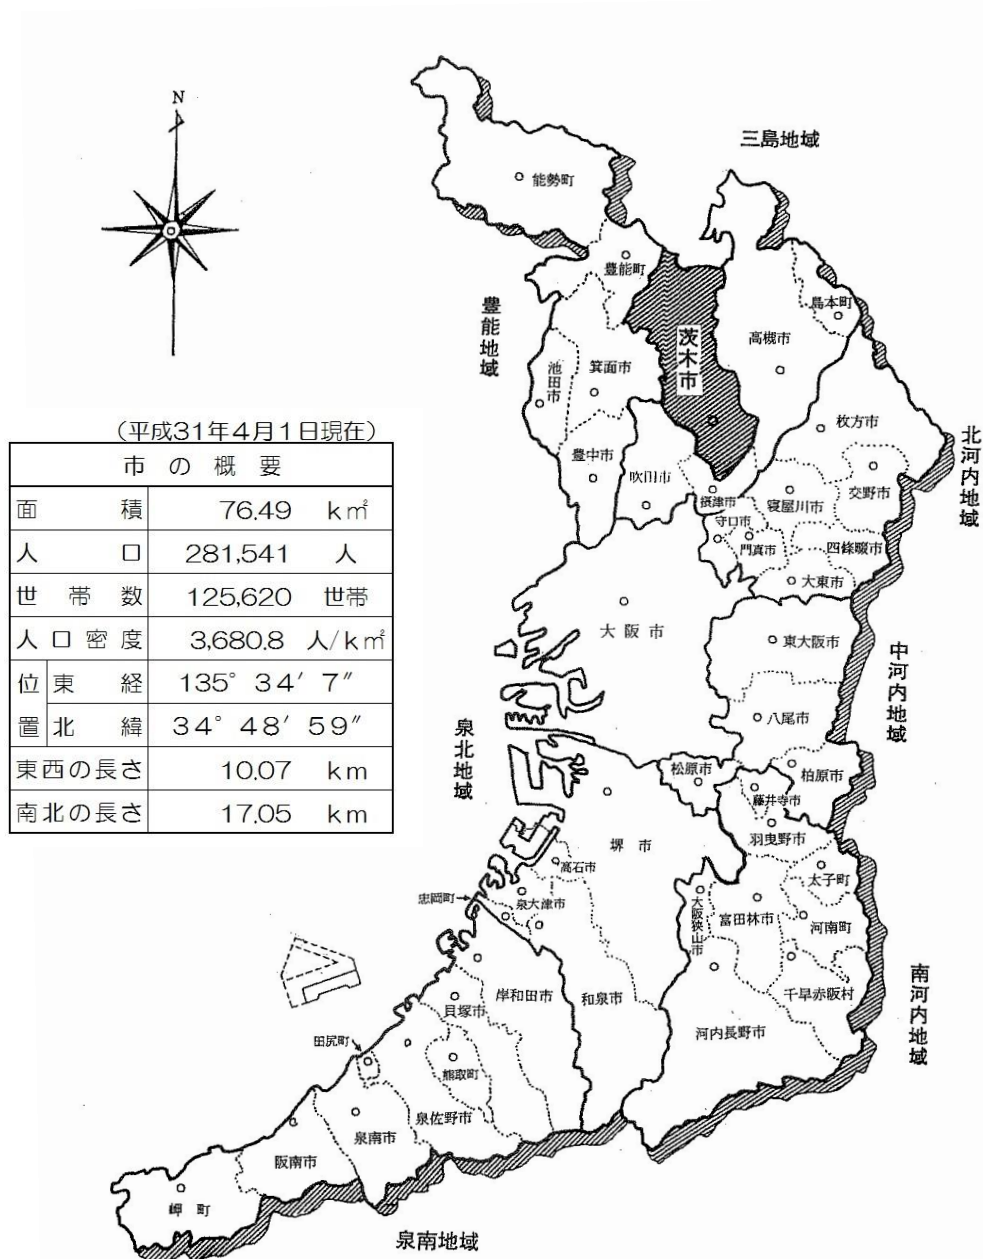 N
三島地域
能勢町
豊能町
島本町
豊能地域
茨木市
高槻市
池田市
箕面市
枚方市
北河内地域
豊中市
吹田市
摂津市
寝屋川市
交野市
守口市
門真市
四條畷市
大東市
大阪市
東大阪市
中河内地域
八尾市
泉北地域
松原市
柏原市
藤井寺市
羽曳野市
堺市
高石市
太子町
忠岡町
泉大津市
大阪狭山市
富田林市
河南町
南河内地域
岸和田市
和泉市
千早赤阪村
貝塚市
河内長野市
田尻町
熊取町
泉佐野市
泉南市
阪南市
岬町
泉南地域
(平成31年4月1日現在)
市の概要
面積 76.49 k㎡
人口 281,541 人
世帯数 125,620 世帯
人口密度 3,680.8 人/k㎡
位置 東経 135°34′7″
北緯 34°48′59″
東西の長さ 10.07 km
南北の長さ 17.05 km